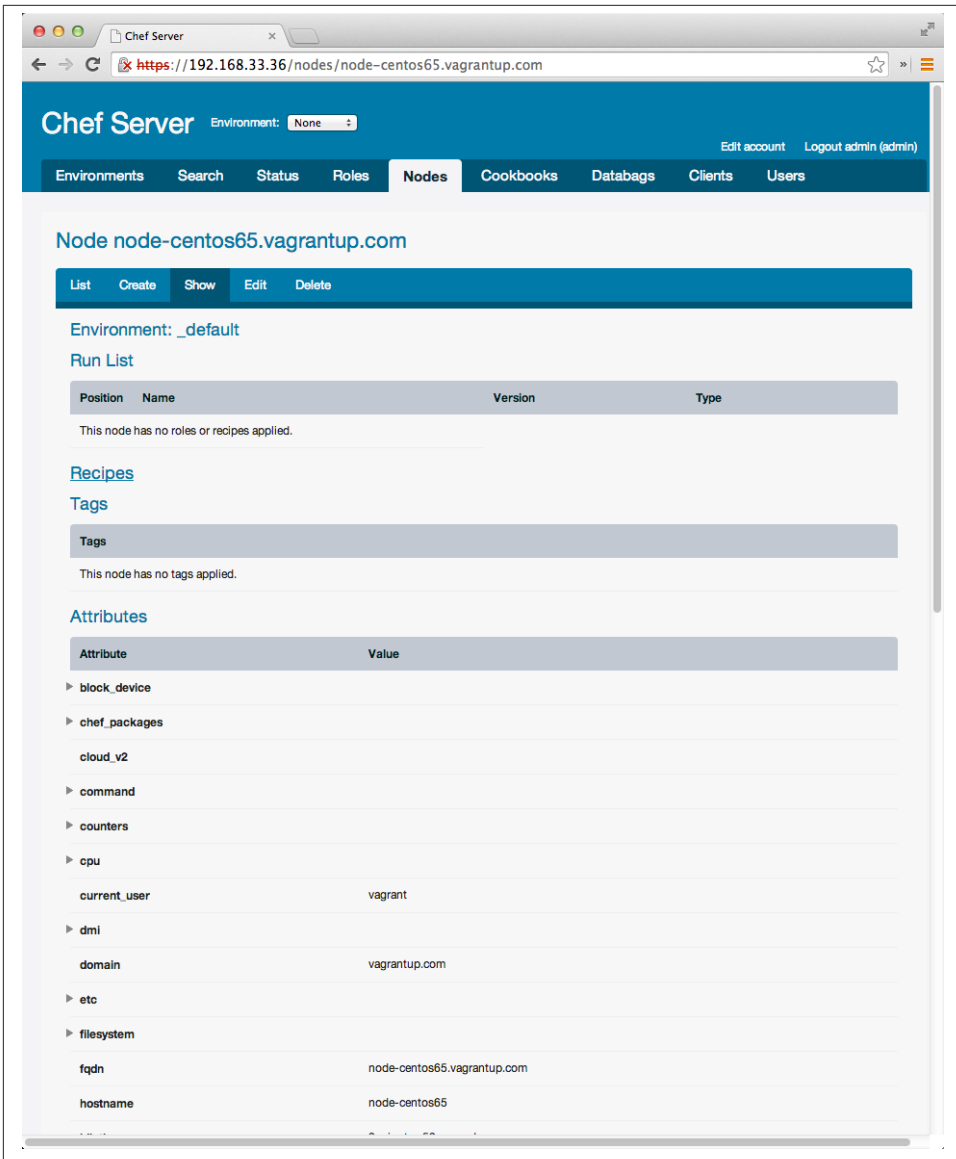 Chef Server
https://192.168.33.36/nodes/node-centos65.vagrantup.com
Chef Server Environment: None
Edit account Logout admin (admin)
Environments Search Status Roles Nodes Cookbooks Databags Clients Users
Node node-centos65.vagrantup.com
List Create Show Edit Delete
Environment: _default
Run List
Position Name Version Type
This node has no roles or recipes applied.
Recipes
Tags
Tags
This node has no tags applied.
Attributes
Attribute Value
block_device
chef_packages
cloud_v2
command
counters
cpu
current_user vagrant
dmi
domain vagrantup.com
etc
filesystem
fqdn node-centos65.vagrantup.com
hostname node-centos65